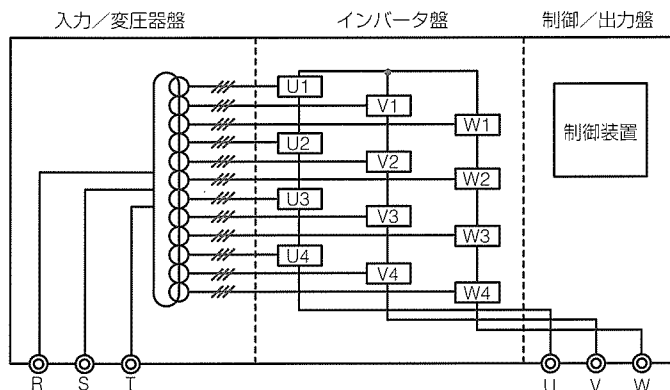 入力／変圧器盤
インバータ盤
制御／出力盤
U1
V1
W1
U2
V2
W2
U3
V3
W3
U4
V4
W4
制御装置
R S T
U V W